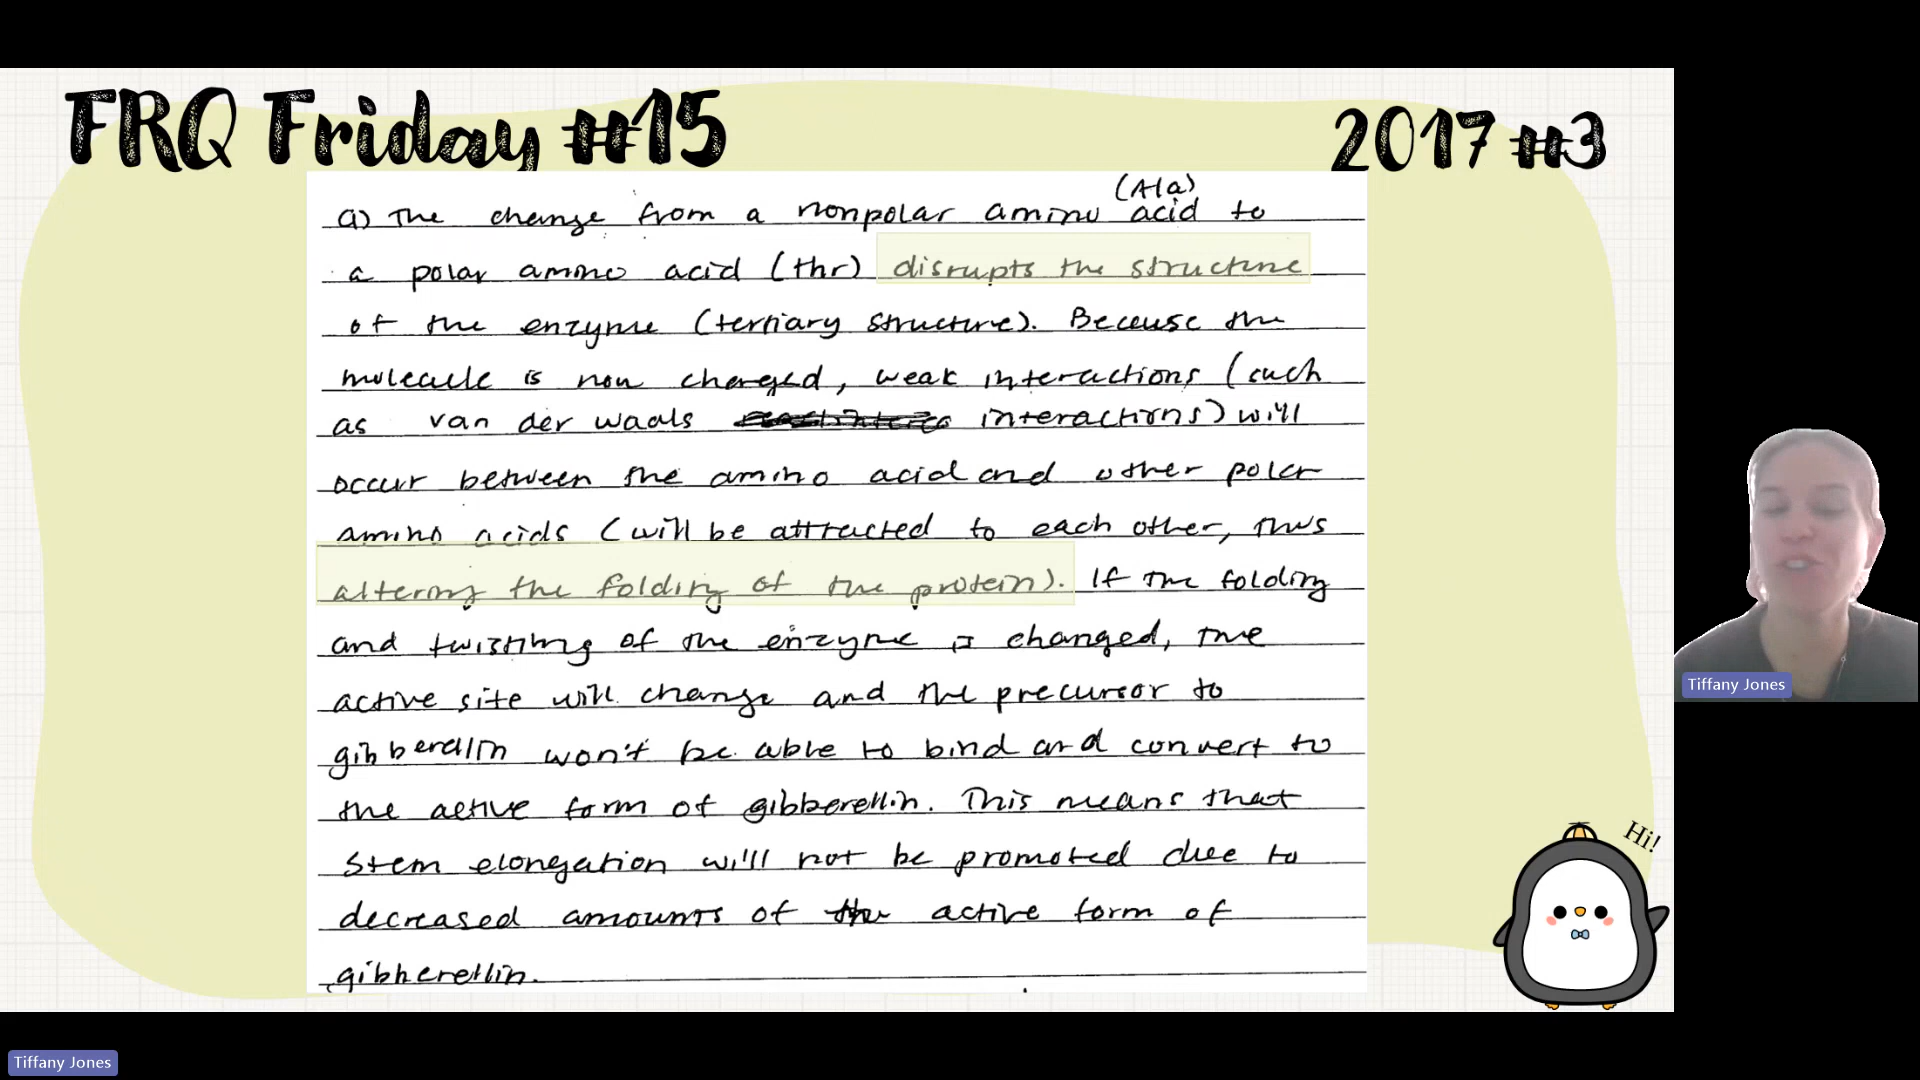 FRQ Friday #15
2017 #3
(Ala)
a) The change from a nonpolar amino acid to
a polar amino acid (thr) disrupts the structure
of the enzyme (tertiary structure). Because the
molecule is now charged, weak interactions (such
as van der waals interactions) will
occur between the amino acid and other polar
amino acids (will be attracted to each other, thus
altering the folding of the protein). If the folding
and twisting of the enzyme is changed, the
active site will change and the precursor to
gibberellin won't be able to bind and convert to
the active form of gibberellin. This means that
stem elongation will not be promoted due to
decreased amounts of the active form of
gibberellin.
Hi!
Tiffany Jones
Tiffany Jones